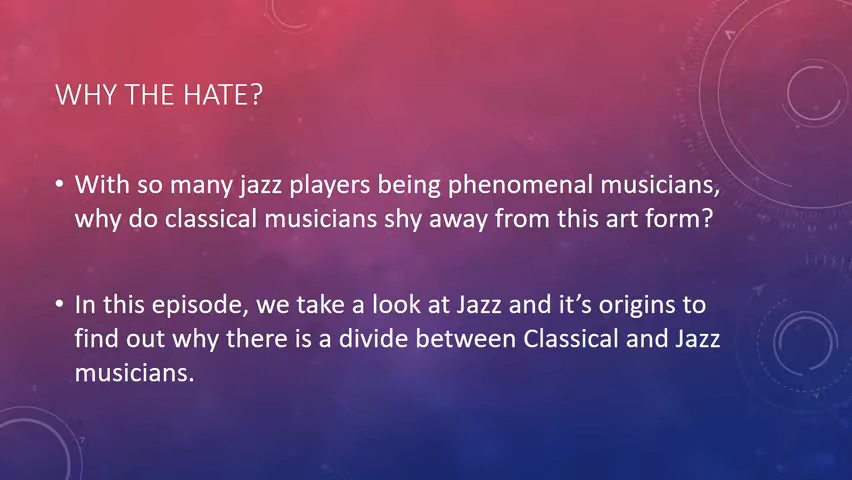 WHY THE HATE?
• With so many jazz players being phenomenal musicians,
why do classical musicians shy away from this art form?
• In this episode, we take a look at Jazz and it’s origins to
find out why there is a divide between Classical and Jazz
musicians.